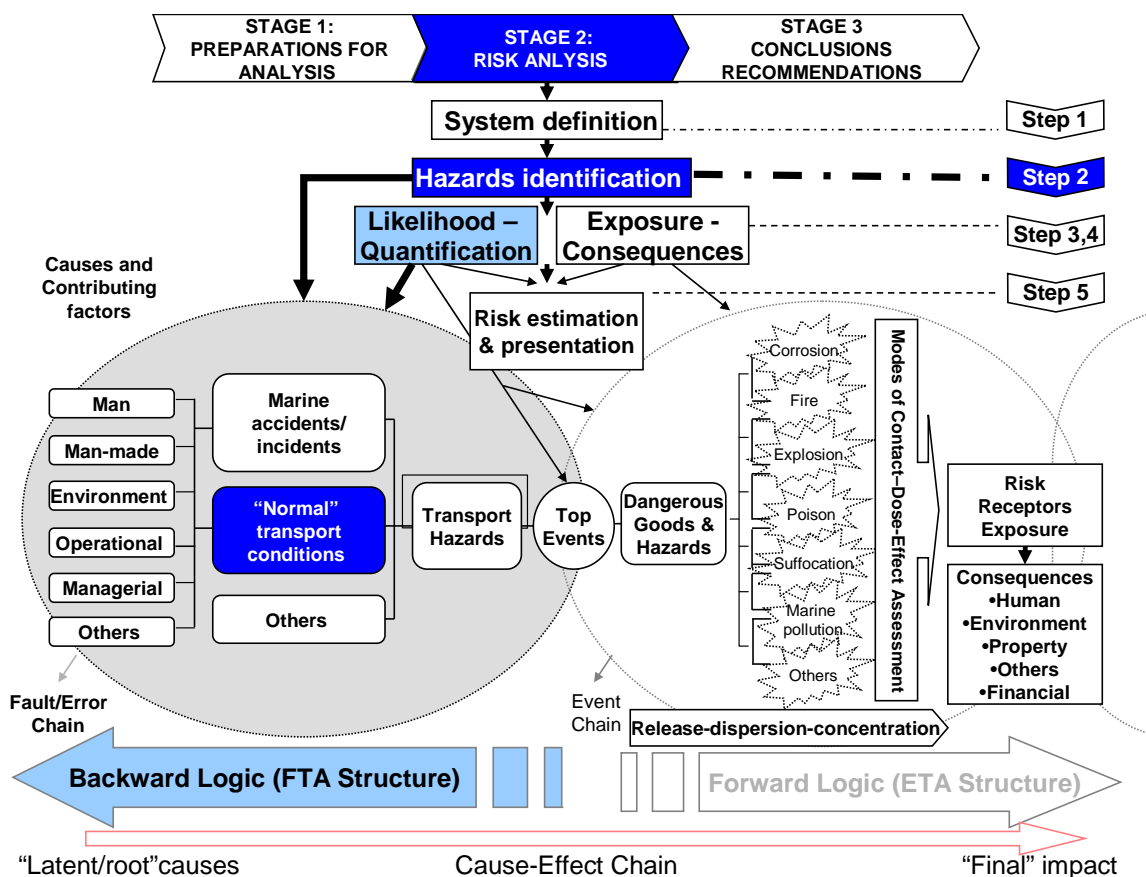 STAGE 1:
PREPARATIONS FOR
ANALYSIS
STAGE 2:
RISK ANLYSIS
STAGE 3
CONCLUSIONS
RECOMMENDATIONS
System definition
Step 1
Hazards identification
Step 2
Likelihood –
Quantification
Exposure -
Consequences
Step 3,4
Step 5
Causes and
Contributing
factors
Risk estimation
& presentation
Man
Man-made
Environment
Operational
Managerial
Others
Marine
accidents/
incidents
“Normal”
transport
conditions
Others
Transport
Hazards
Top
Events
Dangerous
Goods &
Hazards
Corrosion
Fire
Explosion
Poison
Suffocation
Marine
pollution
Others
Modes of Contact–Dose-Effect Assessment
Risk
Receptors
Exposure
Consequences
•Human
•Environment
•Property
•Others
•Financial
Fault/Error
Chain
Event
Chain
Release-dispersion-concentration
Backward Logic (FTA Structure)
Forward Logic (ETA Structure)
“Latent/root”causes
Cause-Effect Chain
“Final” impact